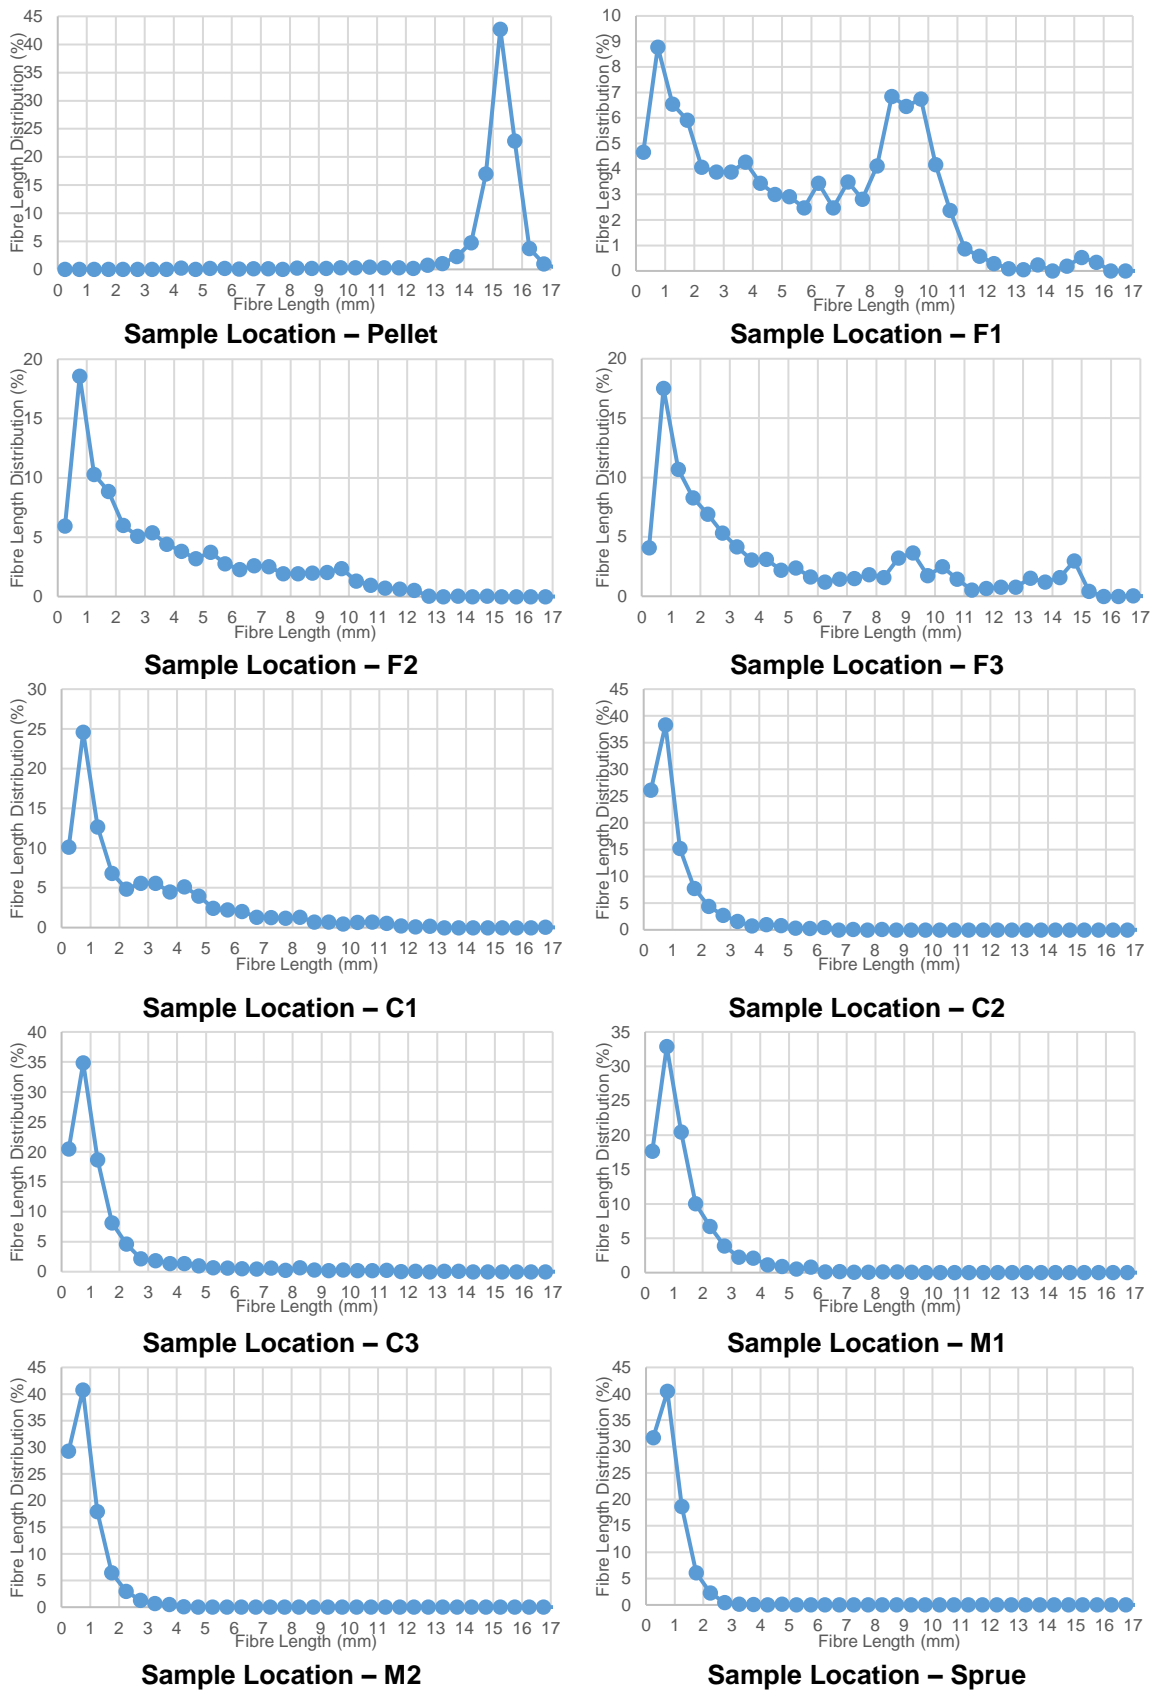 45
40
35
30
25
20
15
10
5
0
Fibre Length Distribution (%)
0 1 2 3 4 5 6 7 8 9 10 11 12 13 14 15 16 17
Fibre Length (mm)
Sample Location – Pellet
10
9
8
7
6
5
4
3
2
1
0
Fibre Length Distribution (%)
0 1 2 3 4 5 6 7 8 9 10 11 12 13 14 15 16 17
Fibre Length (mm)
Sample Location – F1
20
15
10
5
0
Fibre Length Distribution (%)
0 1 2 3 4 5 6 7 8 9 10 11 12 13 14 15 16 17
Fibre Length (mm)
Sample Location – F2
20
15
10
5
0
Fibre Length Distribution (%)
0 1 2 3 4 5 6 7 8 9 10 11 12 13 14 15 16 17
Fibre Length (mm)
Sample Location – F3
30
25
20
15
10
5
0
Fibre Length Distribution (%)
0 1 2 3 4 5 6 7 8 9 10 11 12 13 14 15 16 17
Fibre Length (mm)
Sample Location – C1
45
40
35
30
25
20
15
10
5
0
Fibre Length Distribution (%)
0 1 2 3 4 5 6 7 8 9 10 11 12 13 14 15 16 17
Fibre Length (mm)
Sample Location – C2
40
35
30
25
20
15
10
5
0
Fibre Length Distribution (%)
0 1 2 3 4 5 6 7 8 9 10 11 12 13 14 15 16 17
Fibre Length (mm)
Sample Location – C3
35
30
25
20
15
10
5
0
Fibre Length Distribution (%)
0 1 2 3 4 5 6 7 8 9 10 11 12 13 14 15 16 17
Fibre Length (mm)
Sample Location – M1
45
40
35
30
25
20
15
10
5
0
Fibre Length Distribution (%)
0 1 2 3 4 5 6 7 8 9 10 11 12 13 14 15 16 17
Fibre Length (mm)
Sample Location – M2
45
40
35
30
25
20
15
10
5
0
Fibre Length Distribution (%)
0 1 2 3 4 5 6 7 8 9 10 11 12 13 14 15 16 17
Fibre Length (mm)
Sample Location – Sprue